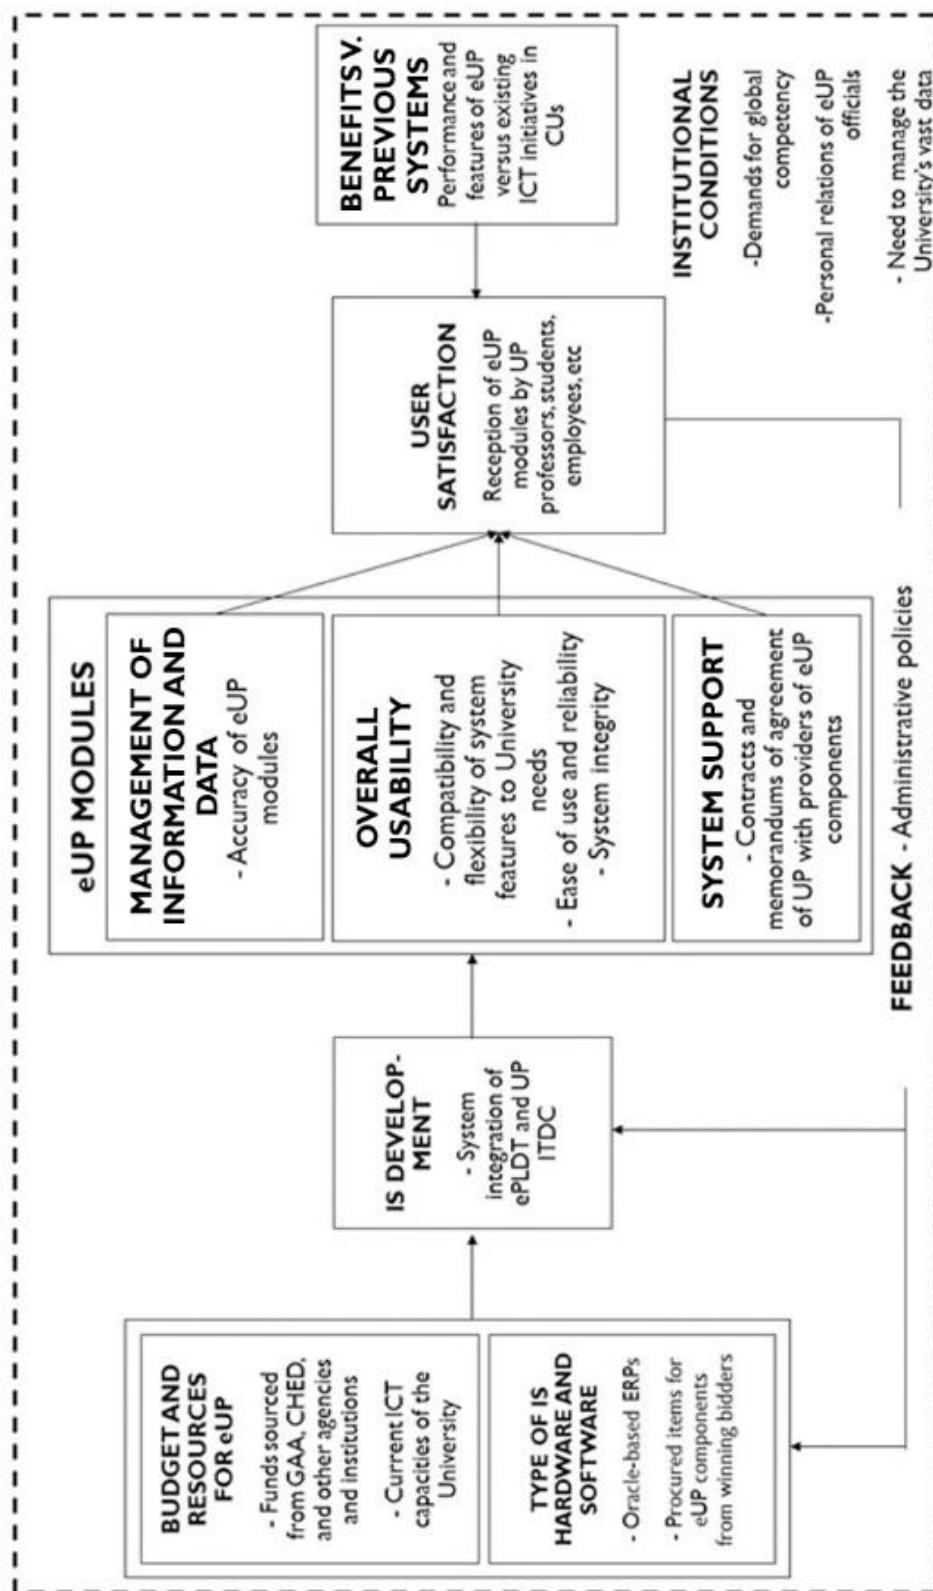 BUDGET AND
RESOURCES
FOR eUP
- Funds sourced
from GAA, CHED,
and other agencies
and institutions
- Current ICT
capacities of the
University
TYPE OF IS
HARDWARE AND
SOFTWARE
- Oracle-based ERPs
- Procured items for
eUP components
from winning bidders
IS DEVELOP-
MENT
- System
integration of
ePLDT and UP
ITDC
eUP MODULES
MANAGEMENT OF
INFORMATION AND
DATA
- Accuracy of eUP
modules
OVERALL
USABILITY
- Compatibility and
flexibility of system
features to University
needs
- Ease of use and reliability
- System integrity
SYSTEM SUPPORT
- Contracts and
memorandums of agreement
of UP with providers of eUP
components
USER
SATISFACTION
Reception of eUP
modules by UP
professors, students,
employees, etc
BENEFITS V.
PREVIOUS
SYSTEMS
Performance and
features of eUP
versus existing
ICT initiatives in
CUs
INSTITUTIONAL
CONDITIONS
-Demands for global
competency
-Personal relations of eUP
officials
- Need to manage the
University's vast data
FEEDBACK - Administrative policies